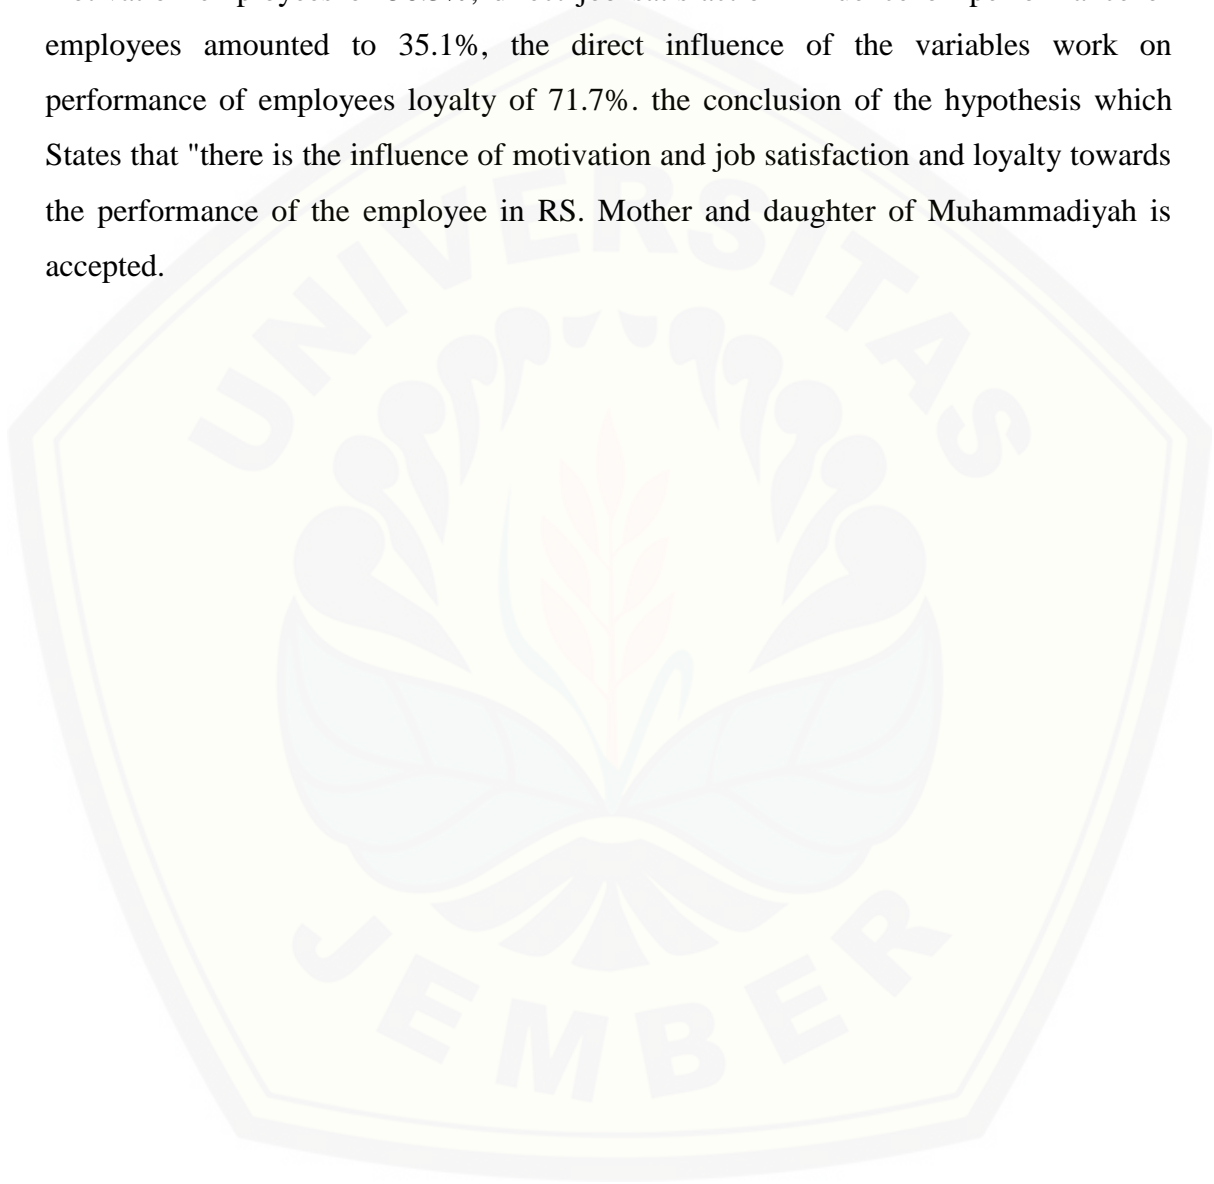 employees amounted to 35.1%, the direct influence of the variables work on
performance of employees loyalty of 71.7%. the conclusion of the hypothesis which
States that "there is the influence of motivation and job satisfaction and loyalty towards
the performance of the employee in RS. Mother and daughter of Muhammadiyah is
accepted.
UNIVERSITAS
JEMBER